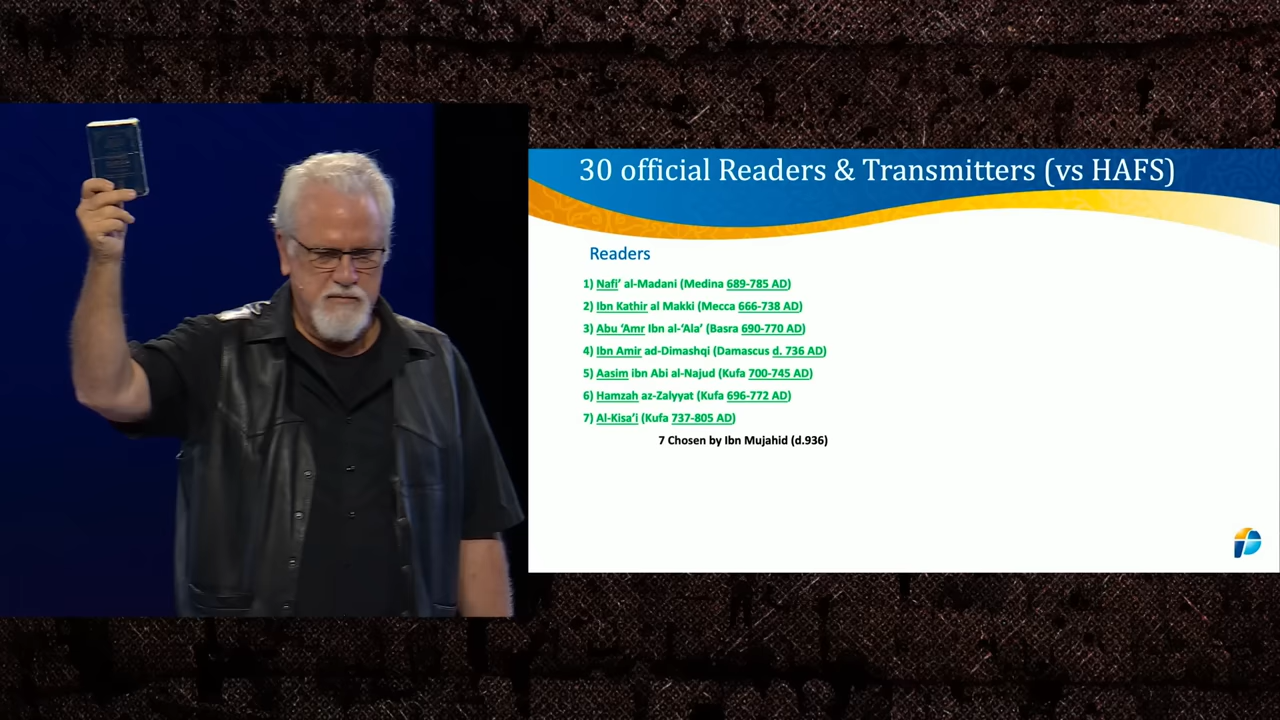 30 official Readers & Transmitters (vs HAFS)
Readers
1) Nafi’ al-Madani (Medina 689-785 AD)
2) Ibn Kathir al Makki (Mecca 666-738 AD)
3) Abu ‘Amr Ibn al-‘Ala’ (Basra 690-770 AD)
4) Ibn Amir ad-Dimashqi (Damascus d. 736 AD)
5) Aasim ibn Abi al-Najud (Kufa 700-745 AD)
6) Hamzah az-Zalyyat (Kufa 696-772 AD)
7) Al-Kisa’i (Kufa 737-805 AD)
7 Chosen by Ibn Mujahid (d.936)